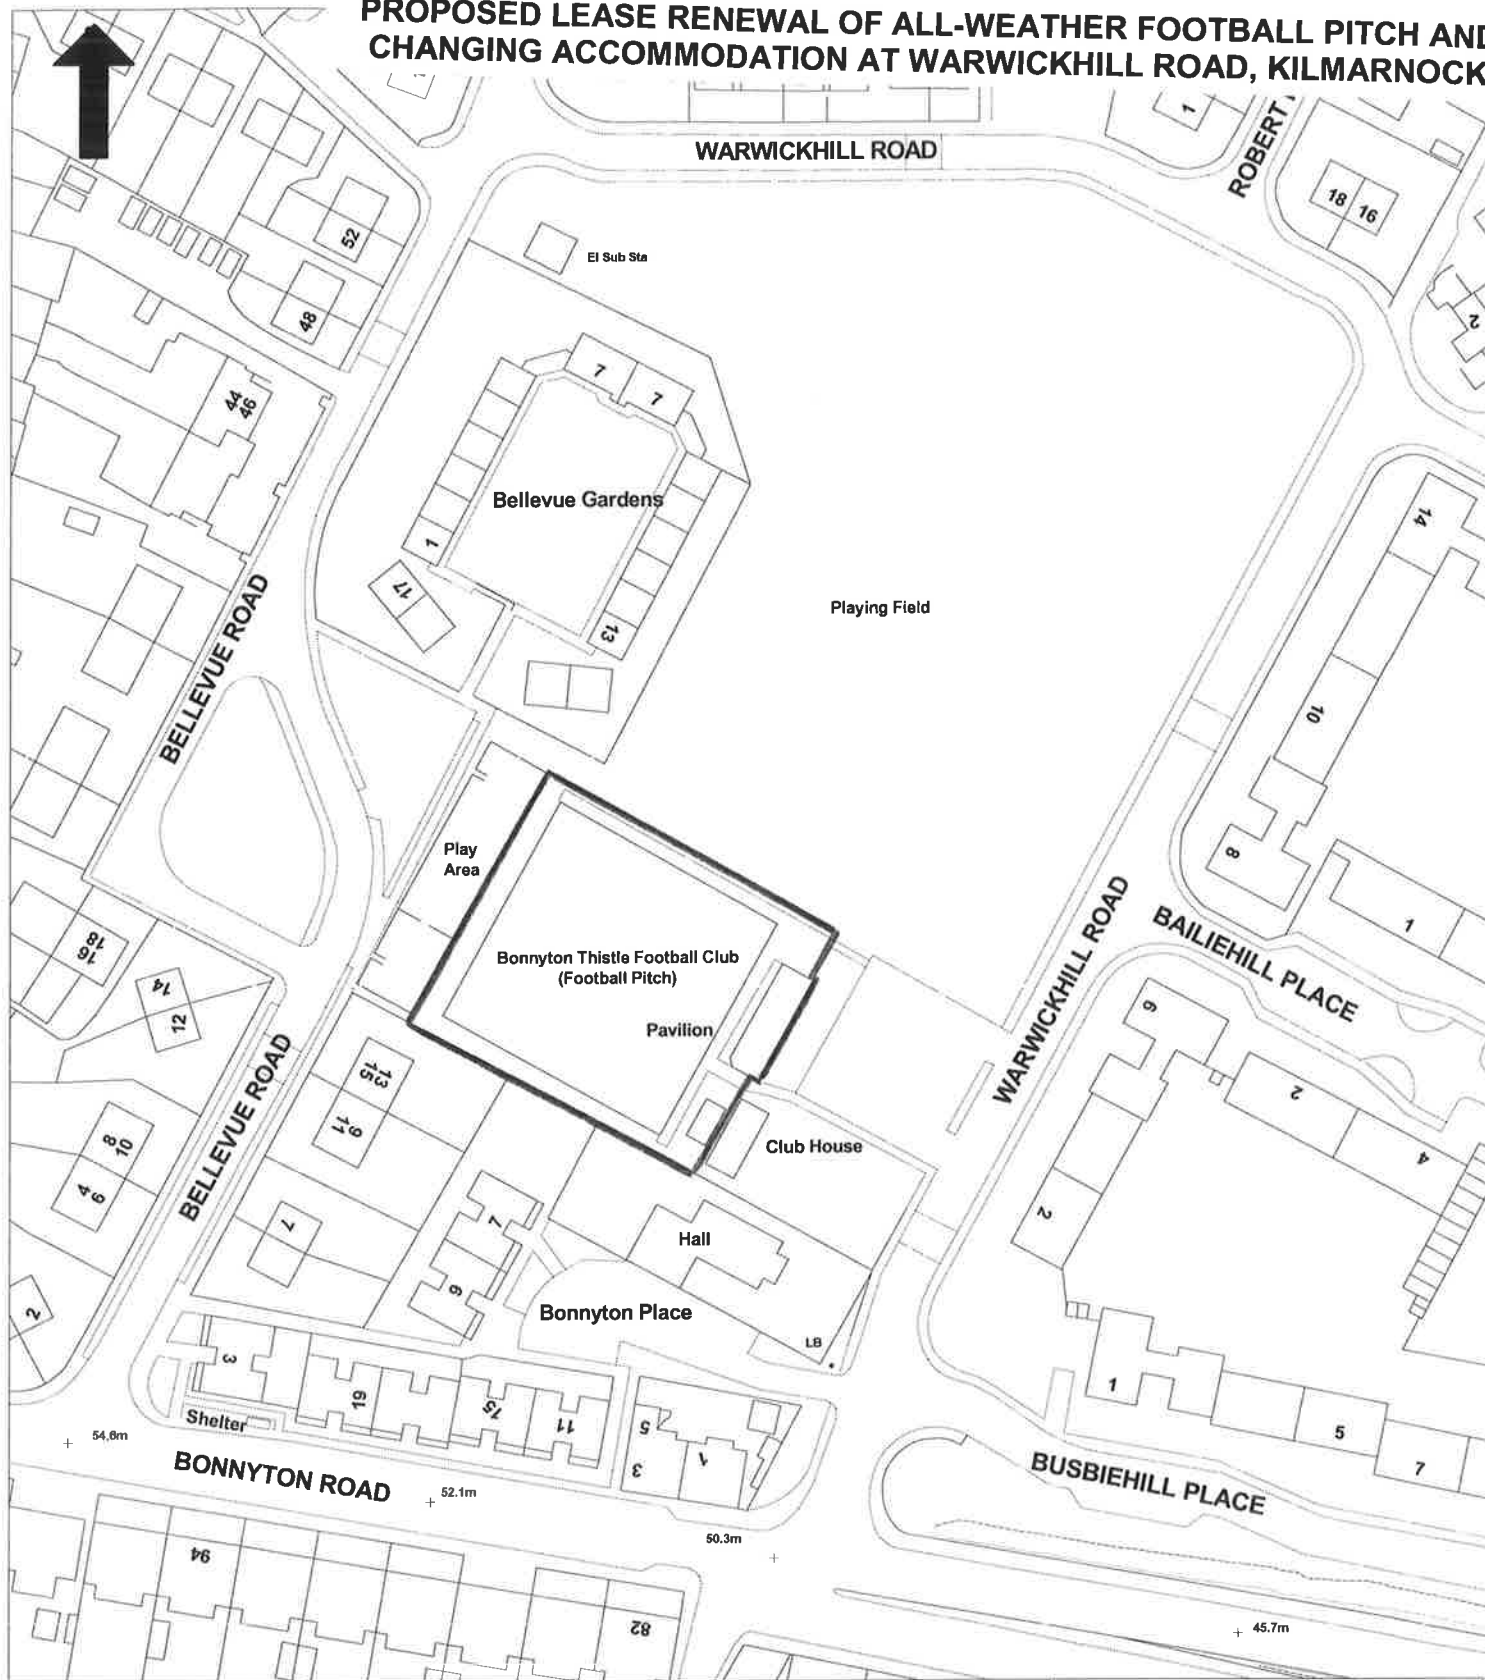 PROPOSED LEASE RENEWAL OF ALL-WEATHER FOOTBALL PITCH AND
CHANGING ACCOMMODATION AT WARWICKHILL ROAD, KILMARNOCK
WARWICKHILL ROAD
ROBERT
1
18
16
2
52
48
El Sub Sta
44
46
7
7
Bellevue Gardens
1
17
13
14
10
8
Playing Field
BELLEVUE ROAD
Play
Area
Bonnyton Thistle Football Club
(Football Pitch)
Pavilion
WARWICKHILL ROAD
BAILIEHILL PLACE
1
18
16
14
12
6
2
4
2
13
15
9
11
8
10
4
6
BELLEVUE ROAD
7
Club House
Hall
7
9
2
Bonnyton Place
LB
3
19
15
11
5
3
1
Shelter
1
5
7
54.6m
BONNYTON ROAD
52.1m
50.3m
BUSBIEHILL PLACE
94
82
45.7m